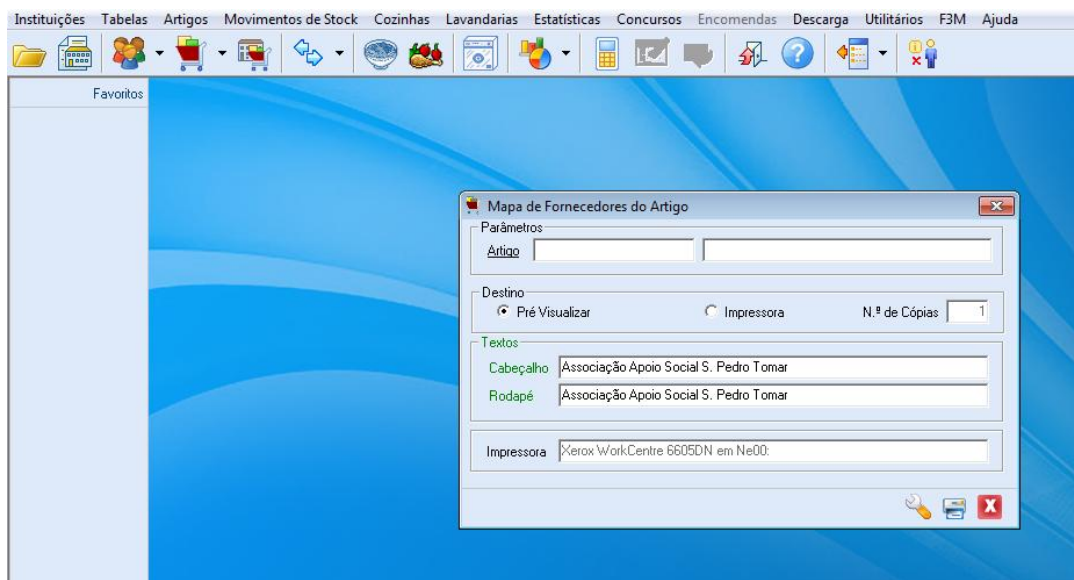 Instituições Tabelas Artigos Movimentos de Stock Cozinhas Lavandarias Estatísticas Concursos Encomendas Descarga Utilitários F3M Ajuda
Favoritos
Mapa de Fornecedores do Artigo
Parâmetros
Artigo
Destino
Pré Visualizar Impressora N.ª de Cópias 1
Textos
Cabeçalho Associação Apoio Social S. Pedro Tomar
Rodapé Associação Apoio Social S. Pedro Tomar
Impressora Xerox WorkCentre 6605DN em Ne00: